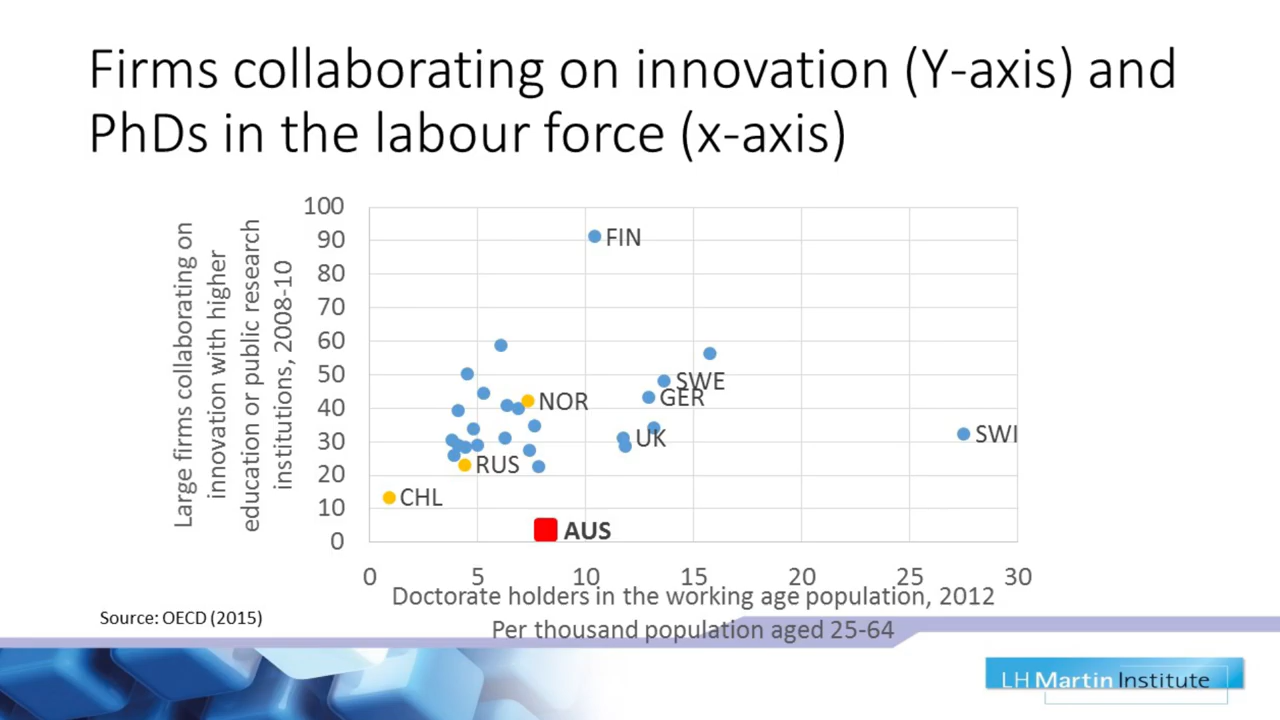 Firms collaborating on innovation (Y-axis) and
PhDs in the labour force (x-axis)
Large firms collaborating on
innovation with higher
education or public research
institutions, 2008-10
100
90
80
70
60
50
40
30
20
10
0
FIN
SWE
GER
NOR
UK
SWI
RUS
CHL
AUS
0 5 10 15 20 25 30
Doctorate holders in the working age population, 2012
Per thousand population aged 25-64
Source: OECD (2015)
LH Martin Institute